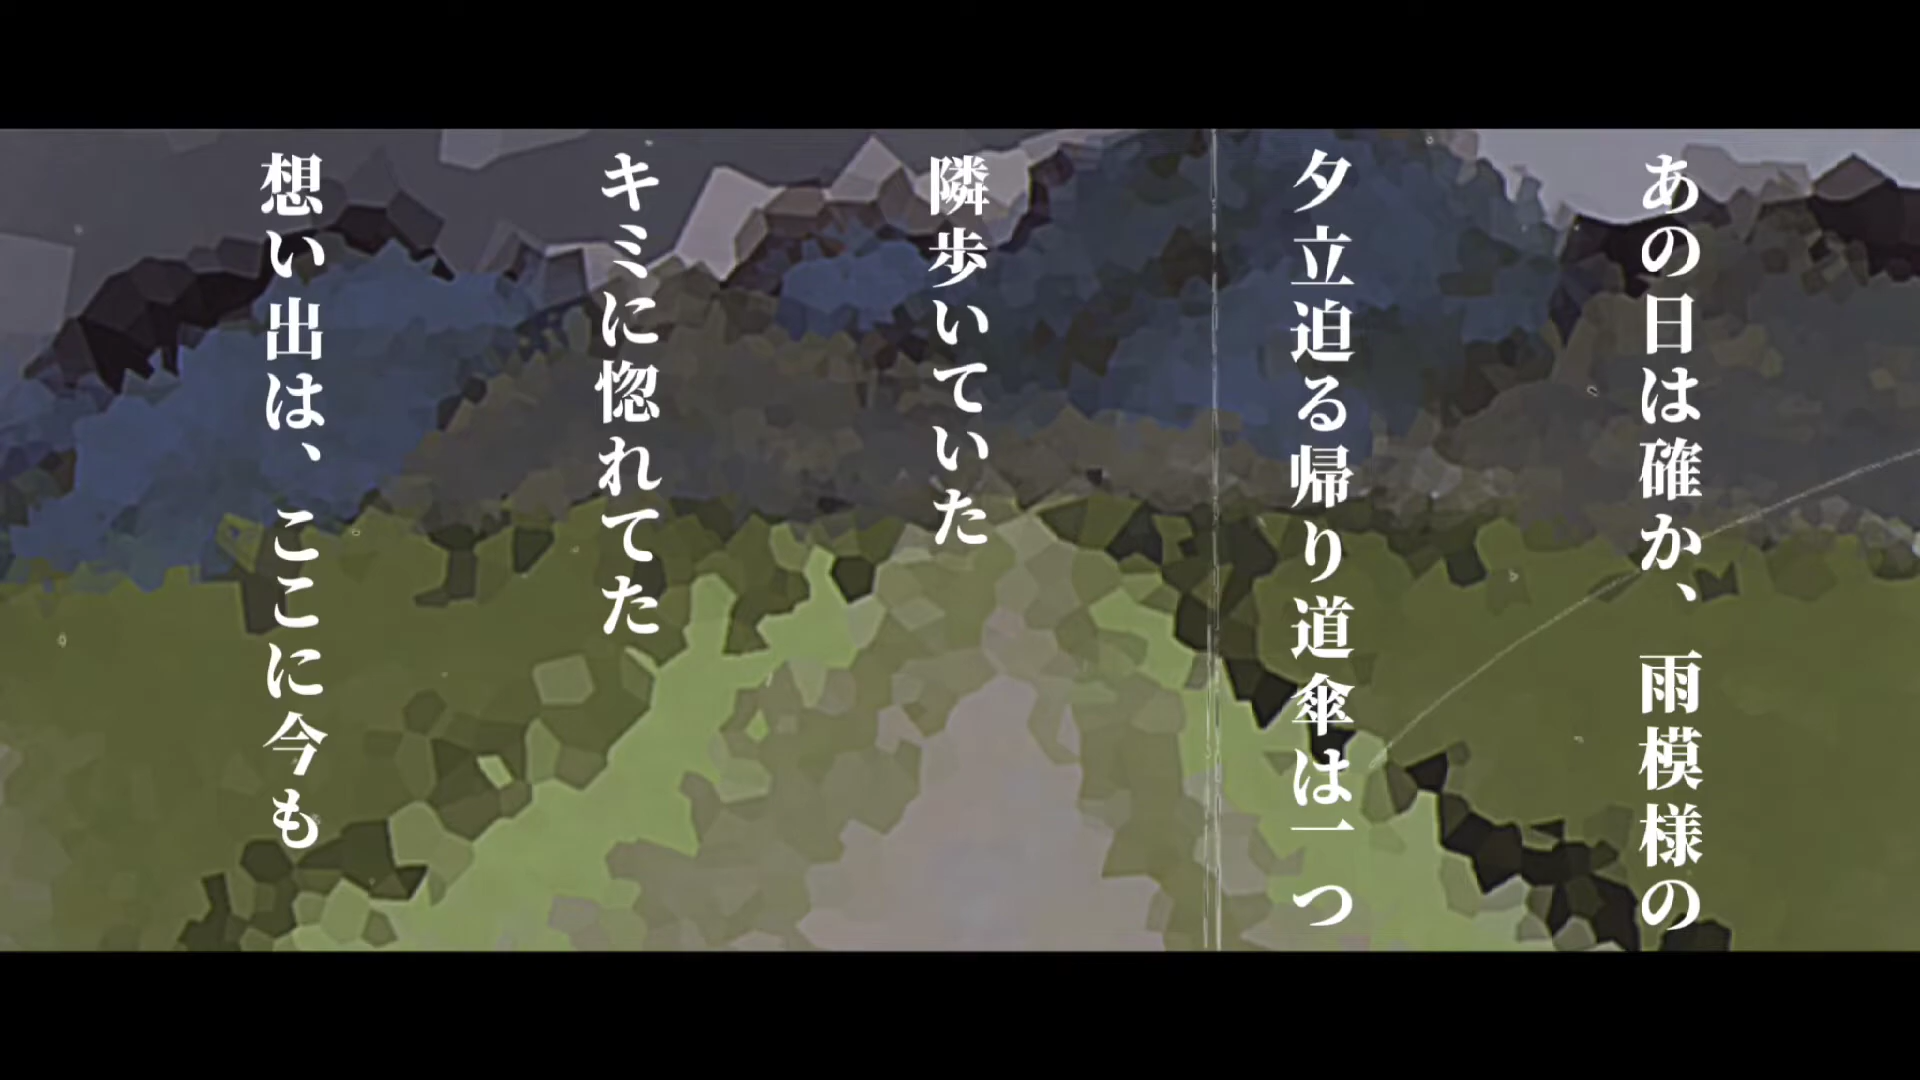 あの日は確か、雨模様の
夕立迫る帰り道傘は一つ
隣歩いていた
キミに惚れてた
想い出は、ここに今も